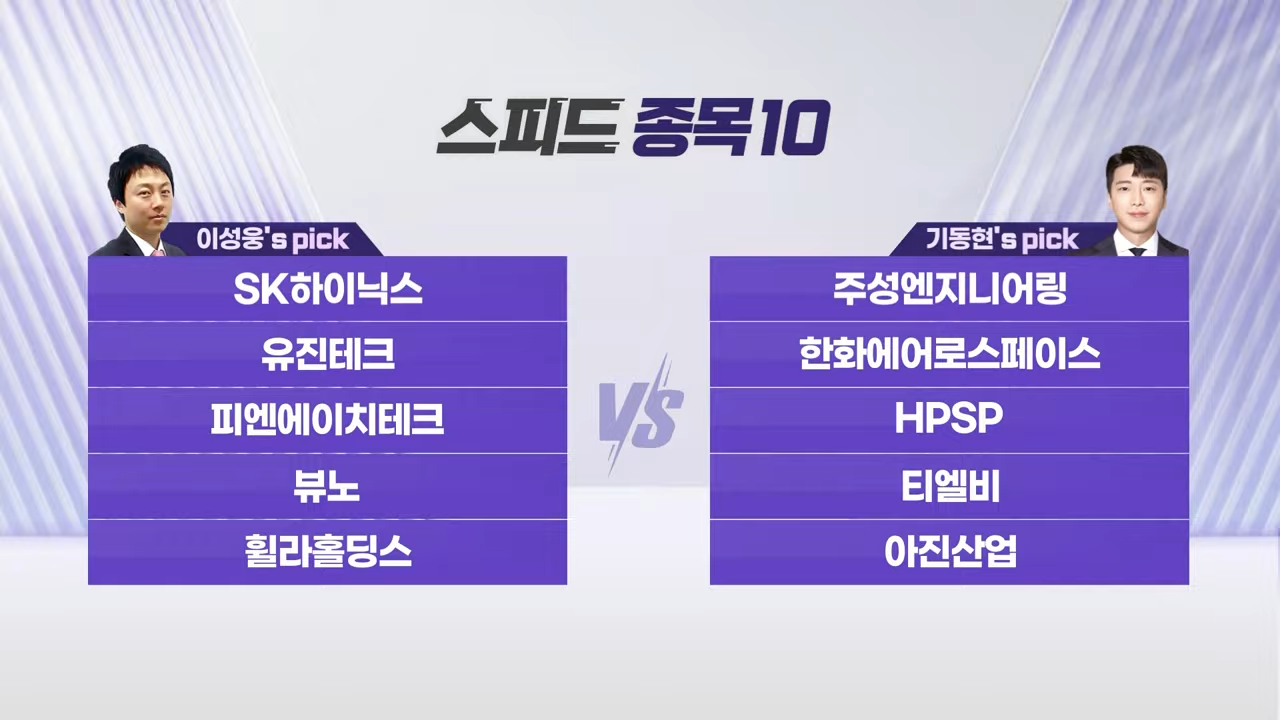 스피드 종목10
이성웅's pick
SK하이닉스
유진테크
피엔에이치테크
뷰노
휠라홀딩스
VS
기동현's pick
주성엔지니어링
한화에어로스페이스
HPSP
티엘비
아진산업